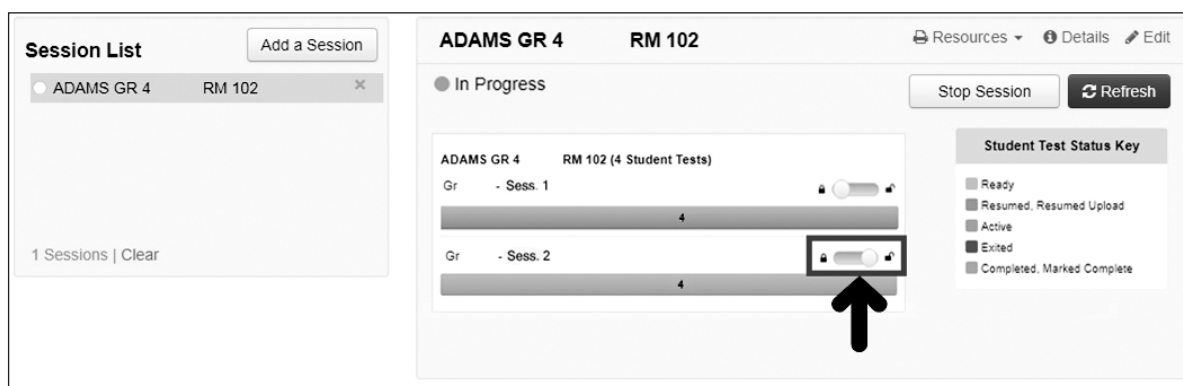 Session List
Add a Session
ADAMS GR 4 RM 102 ×
1 Sessions | Clear
ADAMS GR 4 RM 102
Resources Details Edit
In Progress
Stop Session Refresh
ADAMS GR 4 RM 102 (4 Student Tests)
Gr - Sess. 1
4
Gr - Sess. 2
4
Student Test Status Key
Ready
Resumed, Resumed Upload
Active
Exited
Completed, Marked Complete